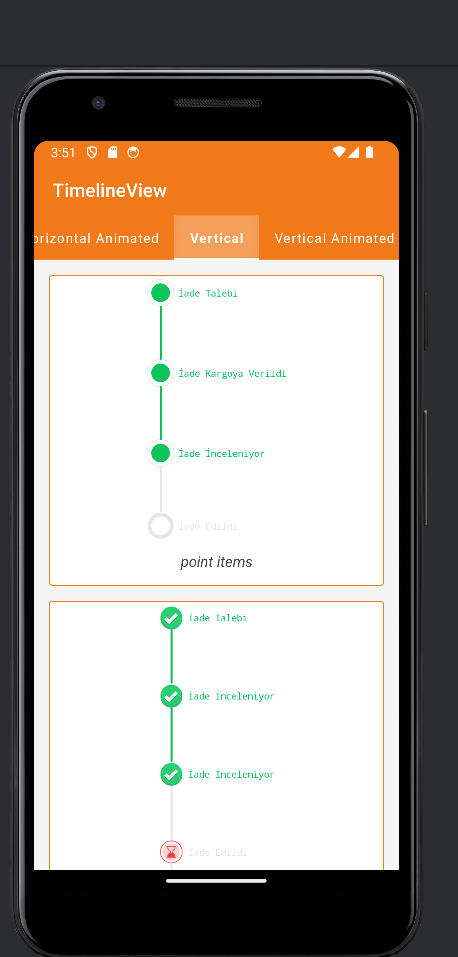 3:51
TimelineView
orizontal Animated
Vertical
Vertical Animated
İade Talebi
İade Kargoya Verildi
İade İnceleniyor
İade Edildi
point items
İade Talebi
İade İnceleniyor
İade İnceleniyor
İade Edildi